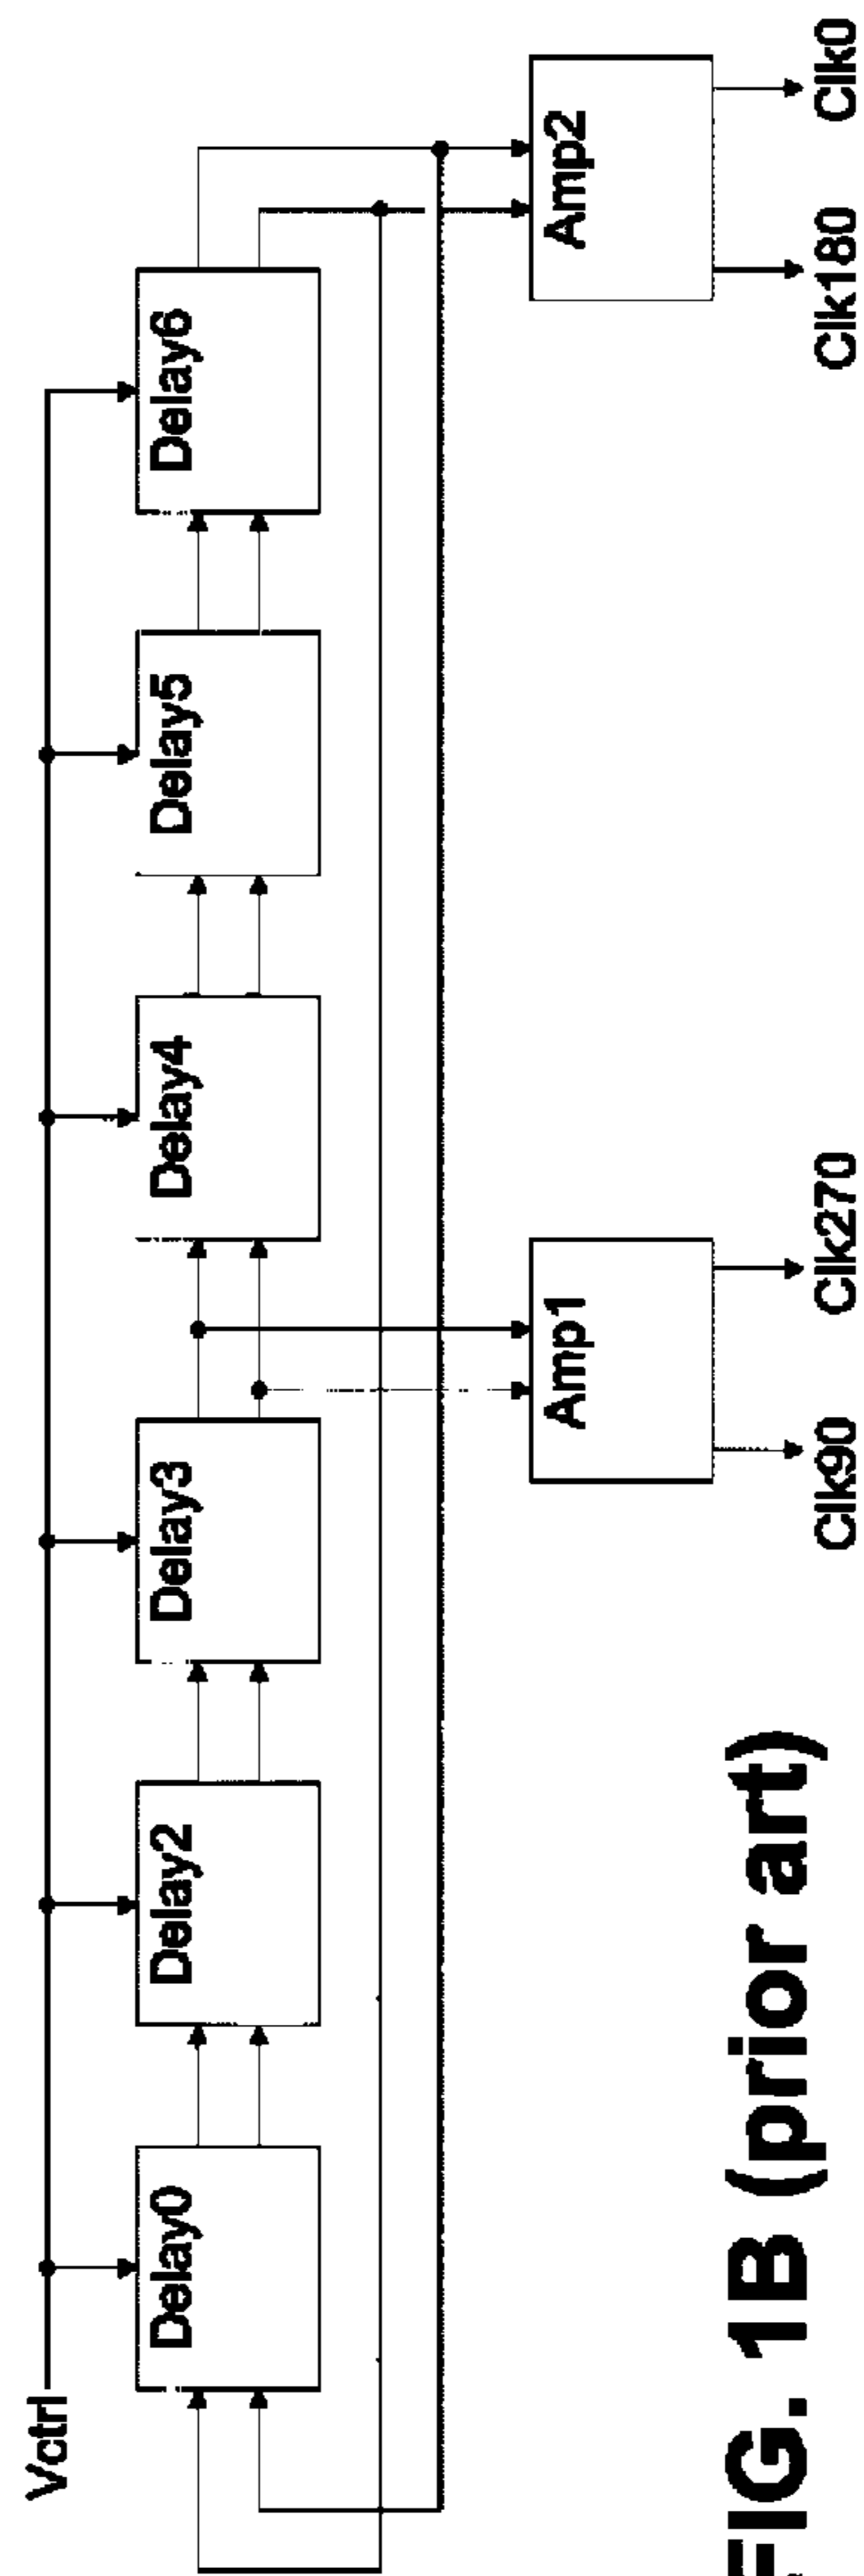 Vctrl
Delay0
Delay2
Delay3
Delay4
Delay5
Delay6
Amp1
Amp2
Clk90
Clk270
Clk180
Clk0
FIG. 1B (prior art)